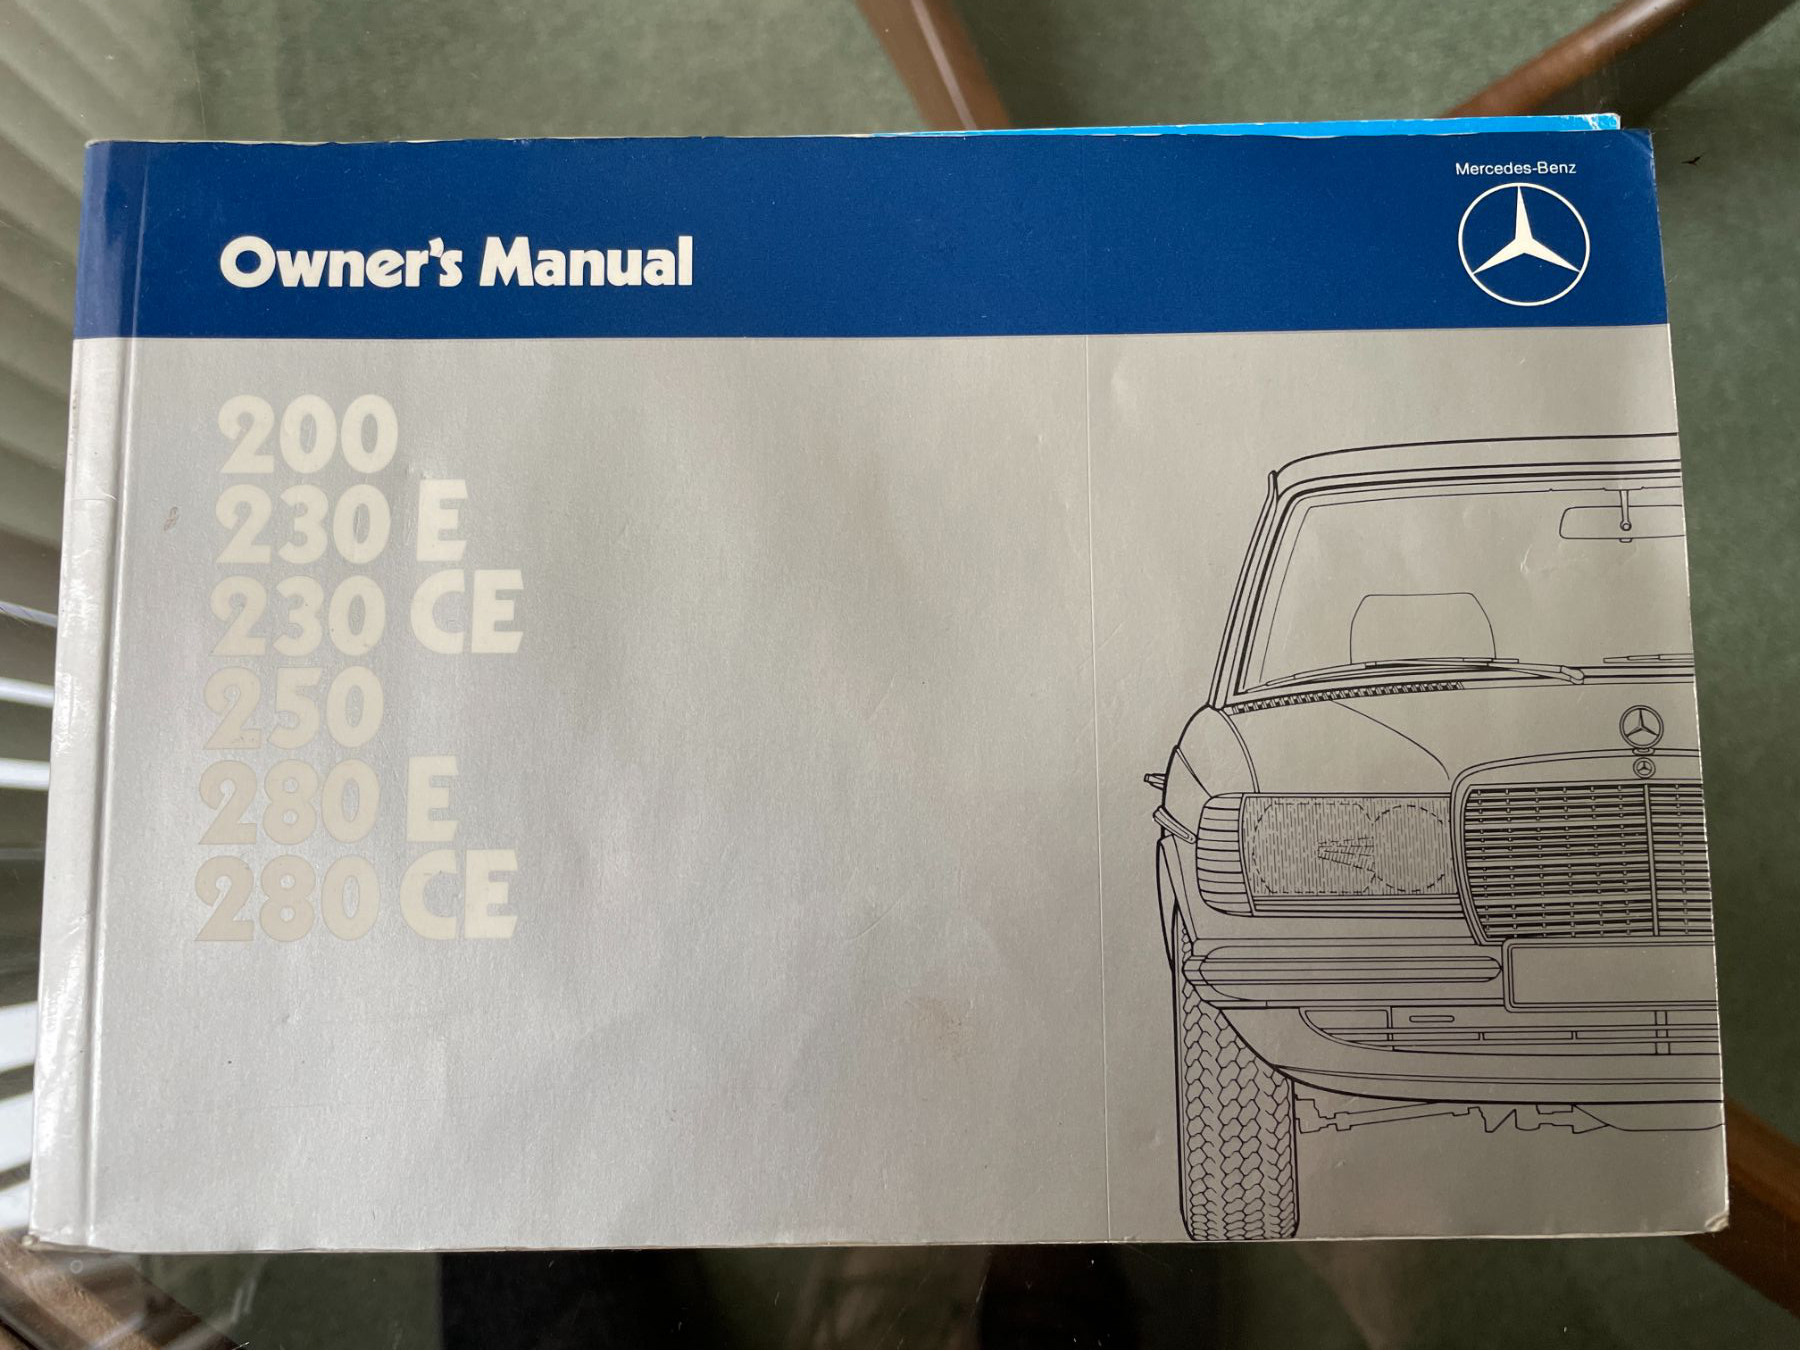 Mercedes-Benz
Owner's Manual
200
230 E
230 CE
250
280 E
280 CE